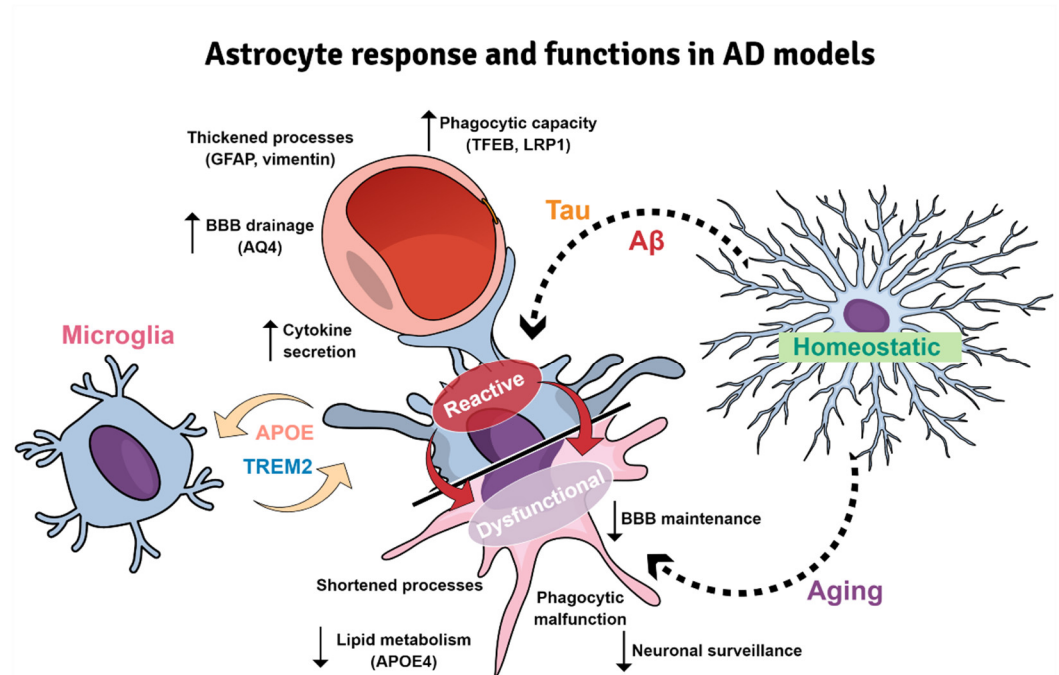 Astrocyte response and functions in AD models
Phagocytic capacity
(TFEB, LRP1)
Thickened processes
(GFAP, vimentin)
BBB drainage
(AQ4)
Tau
Aβ
Cytokine
secretion
Microglia
Homeostatic
Reactive
APOE
TREM2
Dysfunctional
BBB maintenance
Shortened processes
Phagocytic
malfunction
Aging
Lipid metabolism
(APOE4)
Neuronal surveillance